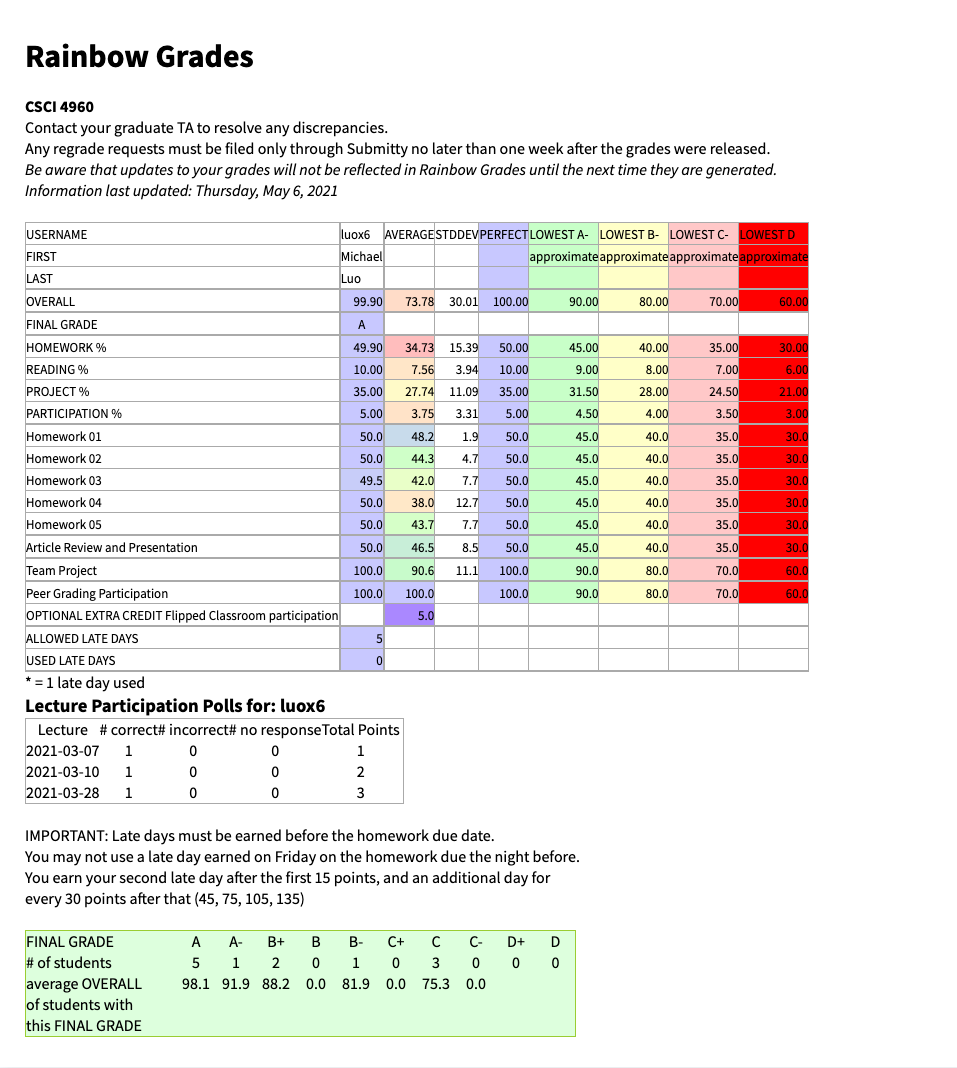 Rainbow Grades
CSCI 4960
Contact your graduate TA to resolve any discrepancies.
Any regrade requests must be filed only through Submitty no later than one week after the grades were released.
Be aware that updates to your grades will not be reflected in Rainbow Grades until the next time they are generated.
Information last updated: Thursday, May 6, 2021
USERNAME luox6 AVERAGE STDDEV PERFECT LOWEST A- LOWEST B- LOWEST C- LOWEST D
FIRST Michael approximate approximate approximate approximate
LAST Luo
OVERALL 99.90 73.78 30.01 100.00 90.00 80.00 70.00 60.00
FINAL GRADE A
HOMEWORK % 49.90 34.73 15.39 50.00 45.00 40.00 35.00 30.00
READING % 10.00 7.56 3.94 10.00 9.00 8.00 7.00 6.00
PROJECT % 35.00 27.74 11.09 35.00 31.50 28.00 24.50 21.00
PARTICIPATION % 5.00 3.75 3.31 5.00 4.50 4.00 3.50 3.00
Homework 01 50.0 48.2 1.9 50.0 45.0 40.0 35.0 30.0
Homework 02 50.0 44.3 4.7 50.0 45.0 40.0 35.0 30.0
Homework 03 49.5 42.0 7.7 50.0 45.0 40.0 35.0 30.0
Homework 04 50.0 38.0 12.7 50.0 45.0 40.0 35.0 30.0
Homework 05 50.0 43.7 7.7 50.0 45.0 40.0 35.0 30.0
Article Review and Presentation 50.0 46.5 8.5 50.0 45.0 40.0 35.0 30.0
Team Project 100.0 90.6 11.1 100.0 90.0 80.0 70.0 60.0
Peer Grading Participation 100.0 100.0 100.0 90.0 80.0 70.0 60.0
OPTIONAL EXTRA CREDIT Flipped Classroom participation 5.0
ALLOWED LATE DAYS 5
USED LATE DAYS 0
* = 1 late day used
Lecture Participation Polls for: luox6
Lecture # correct # incorrect # no response Total Points
2021-03-07 1 0 0 1
2021-03-10 1 0 0 2
2021-03-28 1 0 0 3
IMPORTANT: Late days must be earned before the homework due date.
You may not use a late day earned on Friday on the homework due the night before.
You earn your second late day after the first 15 points, and an additional day for
every 30 points after that (45, 75, 105, 135)
FINAL GRADE A A- B+ B B- C+ C C- D+ D
# of students 5 1 2 0 1 0 3 0 0 0
average OVERALL 98.1 91.9 88.2 0.0 81.9 0.0 75.3 0.0
of students with
this FINAL GRADE